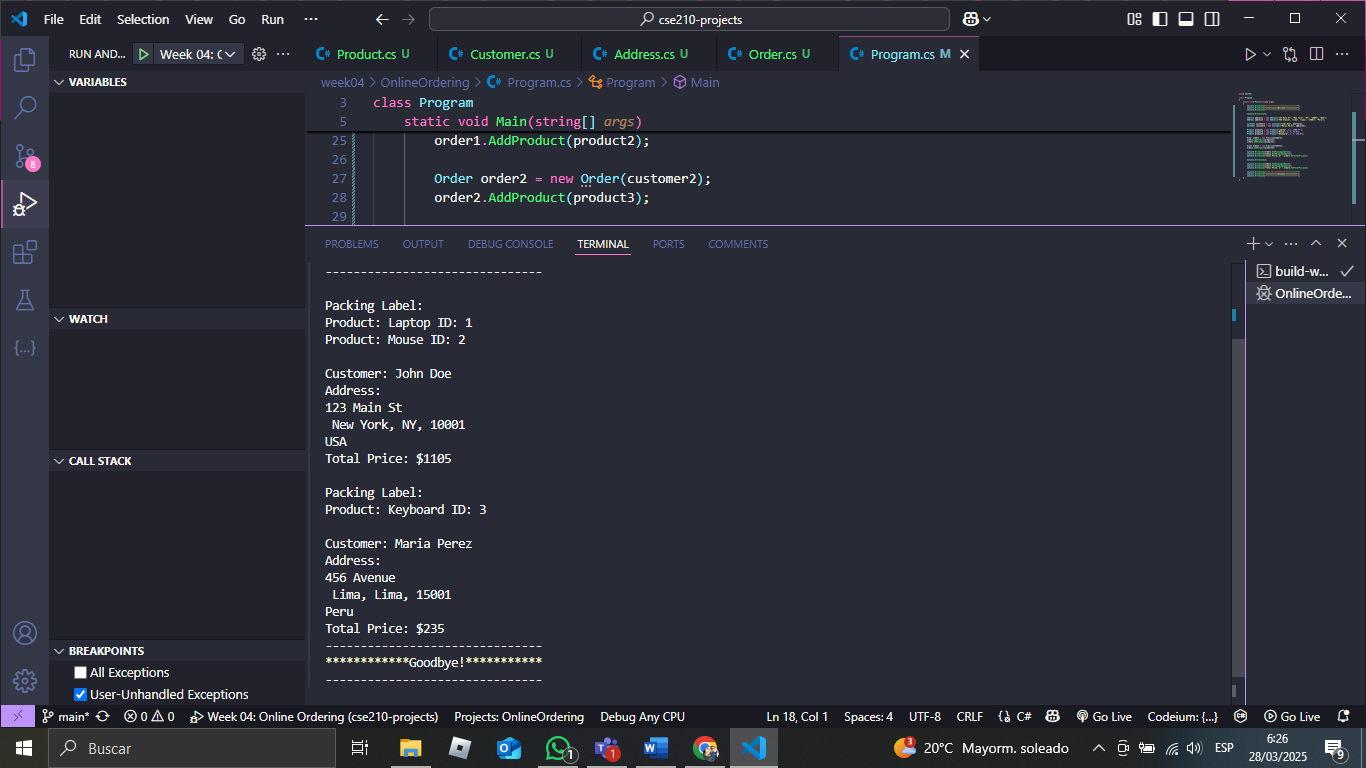 File Edit Selection View Go Run ··· cse210-projects
RUN AND... Week 04: ( ···
Product.cs U Customer.cs U Address.cs U Order.cs U Program.cs M
VARIABLES
week04 > OnlineOrdering > Program.cs > Program > Main
3 class Program
5 static void Main(string[] args)
25 order1.AddProduct(product2);
26
27 Order order2 = new Order(customer2);
28 order2.AddProduct(product3);
29
PROBLEMS OUTPUT DEBUG CONSOLE TERMINAL PORTS COMMENTS
-------------------------------
Packing Label:
Product: Laptop ID: 1
Product: Mouse ID: 2
Customer: John Doe
Address:
123 Main St
New York, NY, 10001
USA
Total Price: $1105
Packing Label:
Product: Keyboard ID: 3
Customer: Maria Perez
Address:
456 Avenue
Lima, Lima, 15001
Peru
Total Price: $235
-------------------------------
************Goodbye!***********
-------------------------------
build-w...
OnlineOrde...
WATCH
CALL STACK
BREAKPOINTS
All Exceptions
User-Unhandled Exceptions
8
main* 0 0 Week 04: Online Ordering (cse210-projects) Projects: OnlineOrdering Debug Any CPU Ln 18, Col 1 Spaces: 4 UTF-8 CRLF C# Go Live Codeium: {...} Go Live
Buscar 1 1 3 20°C Mayorm. soleado ESP 6:26
28/03/2025 9